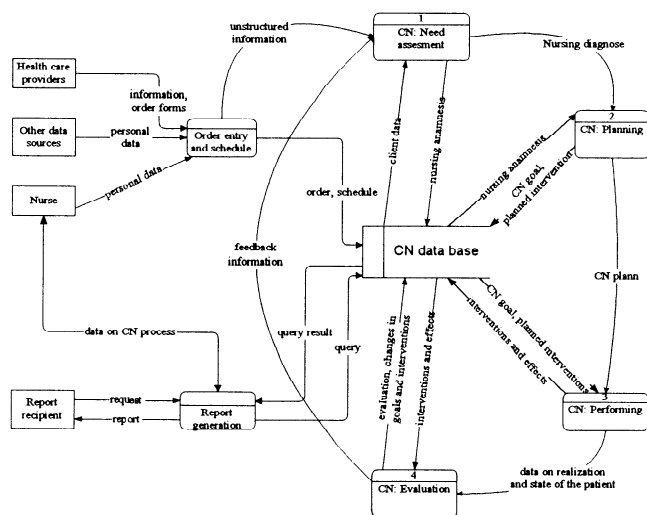 1
CN: Need
assesment
unstructured
information
Nursing diagnose
Health care
providers
information,
order forms
Other data
sources
personal
data
Order entry
and schedule
personal data
Nurse
client data
nursing anamnesis
2
CN: Planning
nursing anamnesis
CN goal,
planned intervention
order, schedule
CN data base
feedback
information
CN plann
data on CN process
query result
query
evaluation, changes in
goals and interventions
interventions and effects
CN goal, planned interventions
interventions and effects
Report
recipient
request
report
Report
generation
3
CN: Performing
4
CN: Evaluation
data on realization
and state of the patient